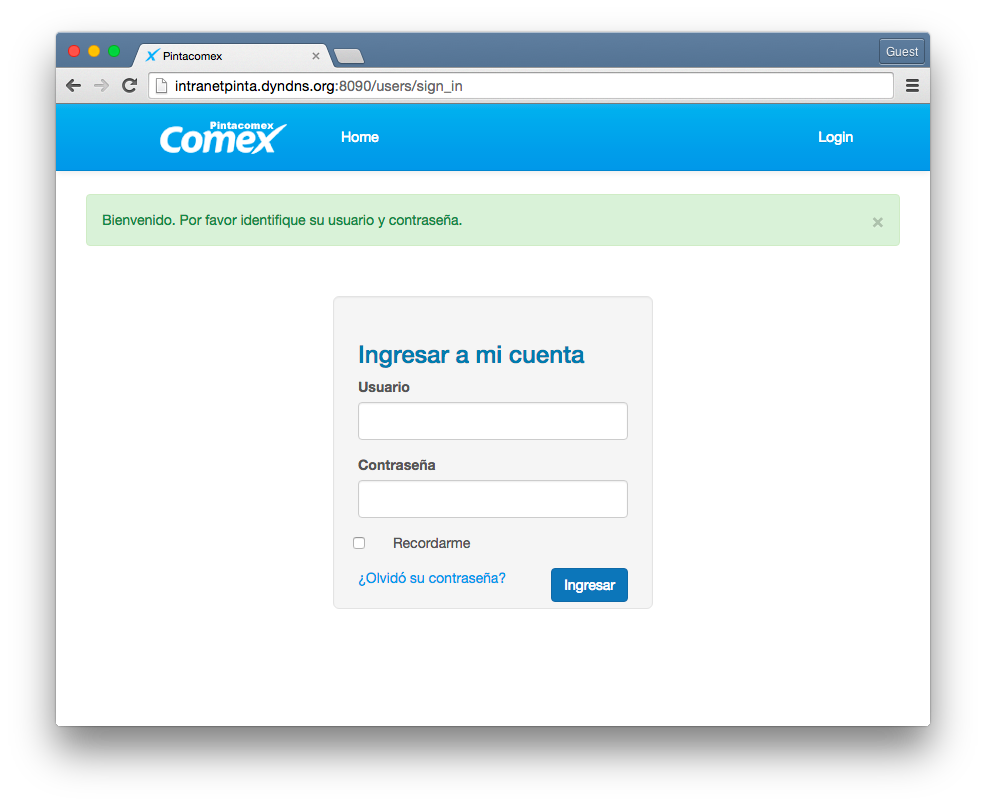 Pintacomex
Guest
intranetpinta.dyndns.org:8090/users/sign_in
Pintacomex
Comex
Home
Login
Bienvenido. Por favor identifique su usuario y contraseña.
Ingresar a mi cuenta
Usuario
Contraseña
Recordarme
¿Olvidó su contraseña?
Ingresar